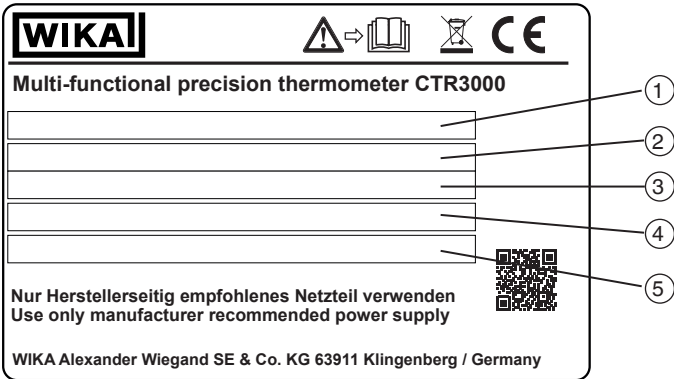 WIKA
CE
Multi-functional precision thermometer CTR3000
1
2
3
4
5
Nur Herstellerseitig empfohlenes Netzteil verwenden
Use only manufacturer recommended power supply
WIKA Alexander Wiegand SE & Co. KG 63911 Klingenberg / Germany